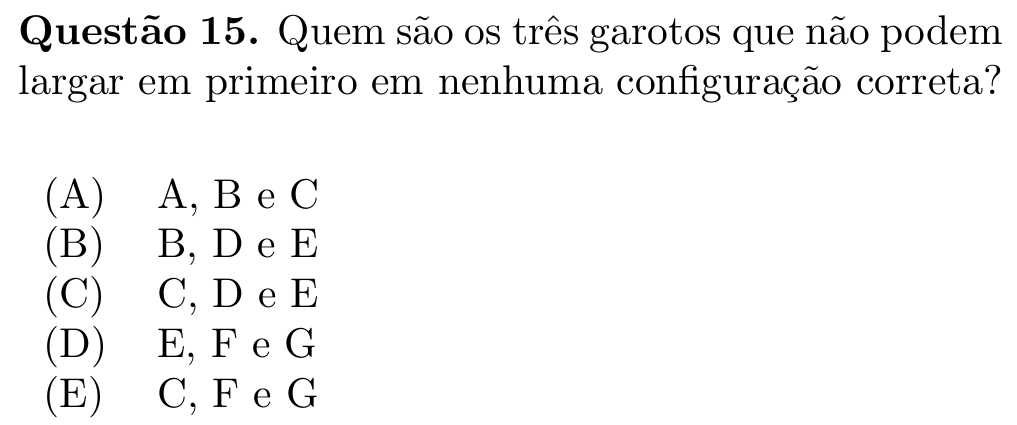 Questão 15. Quem são os três garotos que não podem
largar em primeiro em nenhuma configuração correta?
(A) A, B e C
(B) B, D e E
(C) C, D e E
(D) E, F e G
(E) C, F e G